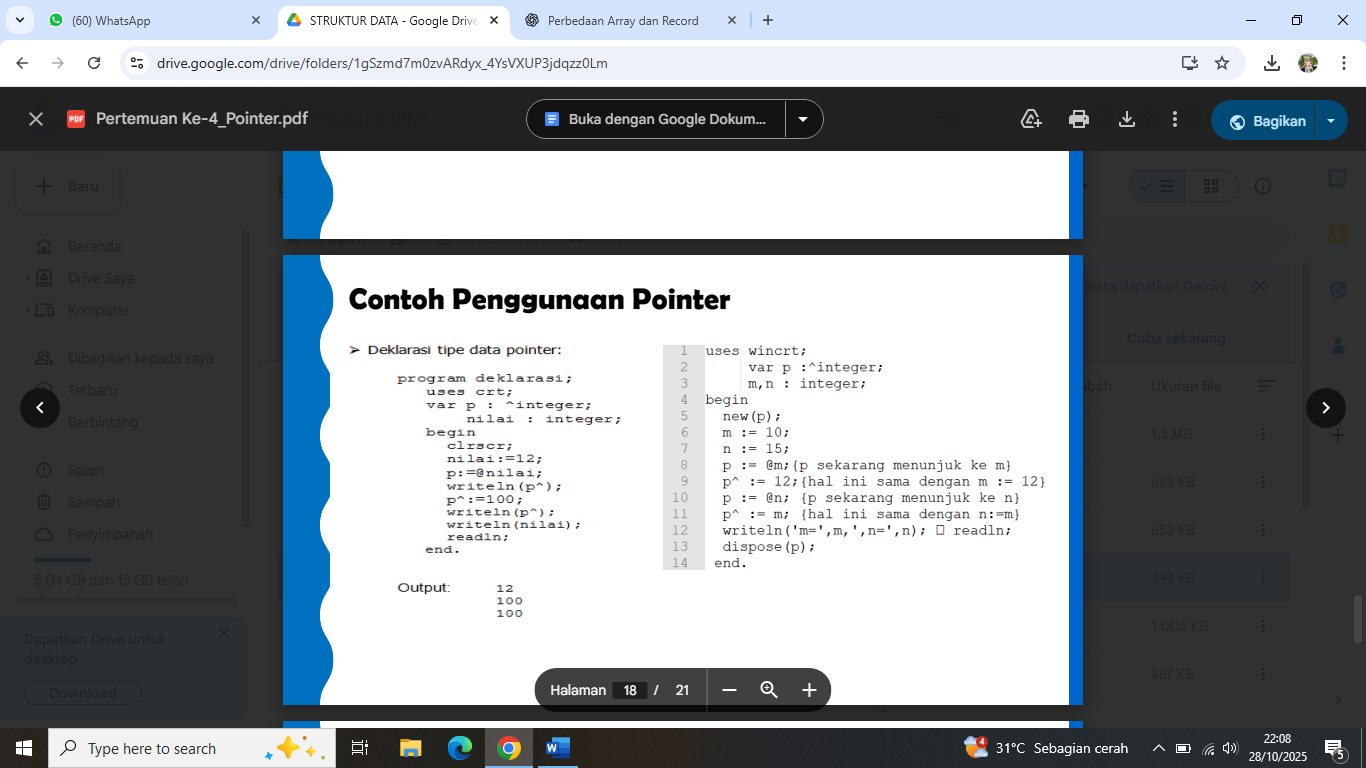 (60) WhatsApp
STRUKTUR DATA - Google Drive
Perbedaan Array dan Record
drive.google.com/drive/folders/1gSzmd7m0zvARdyx_4YsVXUP3jdqzz0Lm
PDF
Pertemuan Ke-4_Pointer.pdf
Buka dengan Google Dokum...
Bagikan
Baru
Beranda
Drive Saya
Komputer
Dibagikan kepada saya
Terbaru
Berbintang
Spam
Sampah
Penyimpanan
5,04 GB dari 15 GB telah
Dapatkan Drive untuk
desktop
Download
Contoh Penggunaan Pointer
➢ Deklarasi tipe data pointer:
program deklarasi;
uses crt;
var p : ^integer;
nilai : integer;
begin
clrscr;
nilai:=12;
p:=@nilai;
writeln(p^);
p^:=100;
writeln(p^);
writeln(nilai);
readln;
end.
Output: 12
100
100
1 uses wincrt;
2 var p :^integer;
3 m,n : integer;
4 begin
5 new(p);
6 m := 10;
7 n := 15;
8 p := @m;{p sekarang menunjuk ke m}
9 p^ := 12;{hal ini sama dengan m := 12}
10 p := @n; {p sekarang menunjuk ke n}
11 p^ := m; {hal ini sama dengan n:=m}
12 writeln('m=',m,',n=',n); readln;
13 dispose(p);
14 end.
serta dapatkan Gemini
Coba sekarang
Ukuran file
1,3 MB
688 KB
652 KB
398 KB
1.006 KB
867 KB
Halaman 18 / 21
Type here to search
31°C Sebagian cerah
22:08
28/10/2025
5